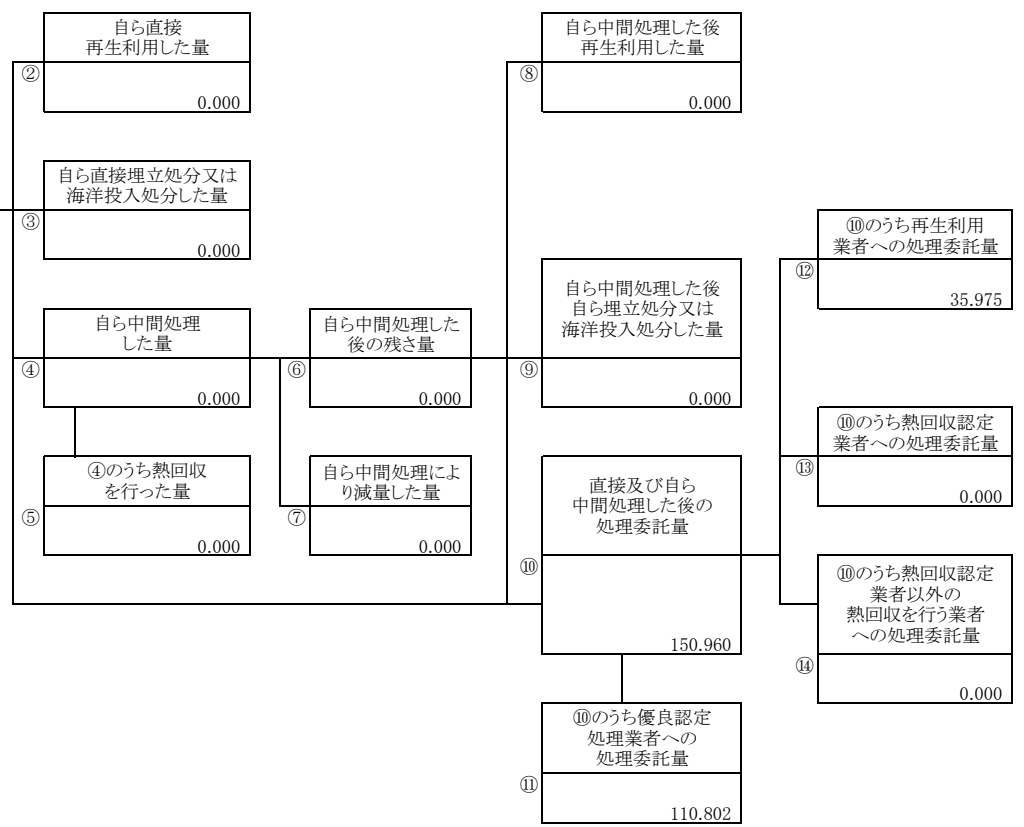 自ら直接
再生利用した量
②
0.000
自ら直接埋立処分又は
海洋投入処分した量
③
0.000
自ら中間処理
した量
④
0.000
④のうち熱回収
を行った量
⑤
0.000
自ら中間処理した
後の残さ量
⑥
0.000
自ら中間処理によ
り減量した量
⑦
0.000
自ら中間処理した後
再生利用した量
⑧
0.000
自ら中間処理した後
自ら埋立処分又は
海洋投入処分した量
⑨
0.000
直接及び自ら
中間処理した後の
処理委託量
⑩
150.960
⑩のうち優良認定
処理業者への
処理委託量
⑪
110.802
⑩のうち再生利用
業者への処理委託量
⑫
35.975
⑩のうち熱回収認定
業者への処理委託量
⑬
0.000
⑩のうち熱回収認定
業者以外の
熱回収を行う業者
への処理委託量
⑭
0.000